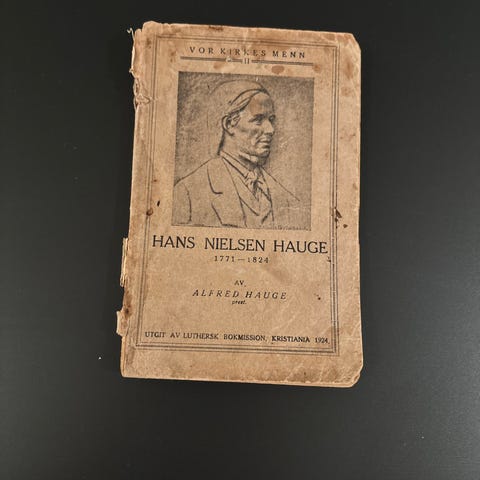 VOR KIRKES MENN
II
HANS NIELSEN HAUGE
1771—1824
AV
ALFRED HAUGE
prest.
UTGIT AV LUTHERSK BOKMISSION, KRISTIANIA 1924.